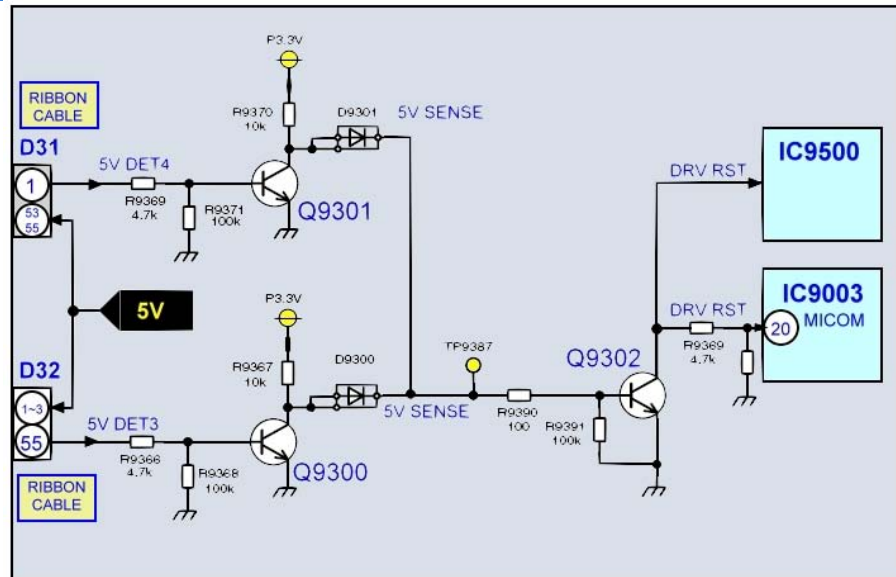 P3.3V
RIBBON
CABLE
R9370
10k
D9301
5V SENSE
D31
IC9500
1
5V DET4
DRV RST
53
55
R9369
4.7k
R9371
100k
Q9301
5V
P3.3V
IC9003
DRV RST
20
MICOM
R9369
4.7k
D32
R9367
10k
D9300
TP9387
Q9302
1~3
5V SENSE
R9390
100
R9391
100k
55
5V DET3
R9366
4.7k
R9368
100k
Q9300
RIBBON
CABLE